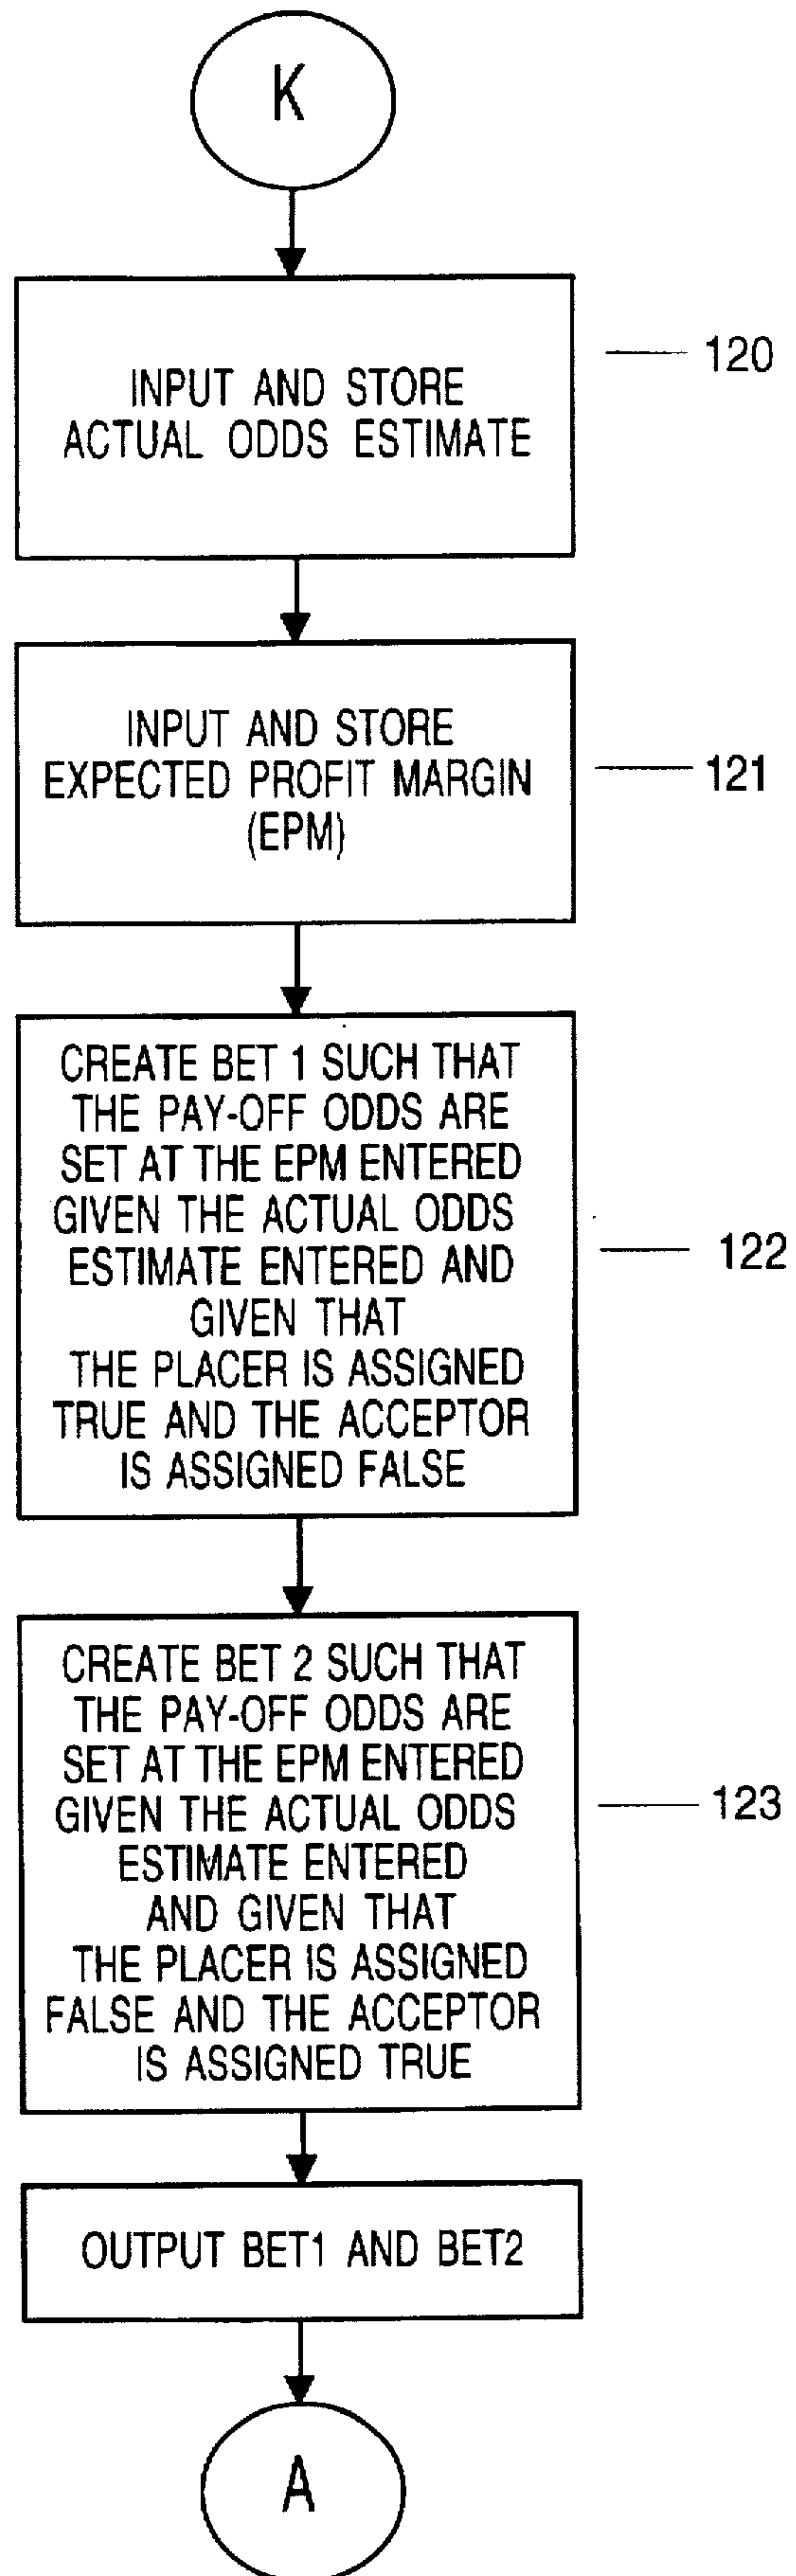 K
INPUT AND STORE
ACTUAL ODDS ESTIMATE
120
INPUT AND STORE
EXPECTED PROFIT MARGIN
(EPM)
121
CREATE BET 1 SUCH THAT
THE PAY-OFF ODDS ARE
SET AT THE EPM ENTERED
GIVEN THE ACTUAL ODDS
ESTIMATE ENTERED AND
GIVEN THAT
THE PLACER IS ASSIGNED
TRUE AND THE ACCEPTOR
IS ASSIGNED FALSE
122
CREATE BET 2 SUCH THAT
THE PAY-OFF ODDS ARE
SET AT THE EPM ENTERED
GIVEN THE ACTUAL ODDS
ESTIMATE ENTERED
AND GIVEN THAT
THE PLACER IS ASSIGNED
FALSE AND THE ACCEPTOR
IS ASSIGNED TRUE
123
OUTPUT BET1 AND BET2
A